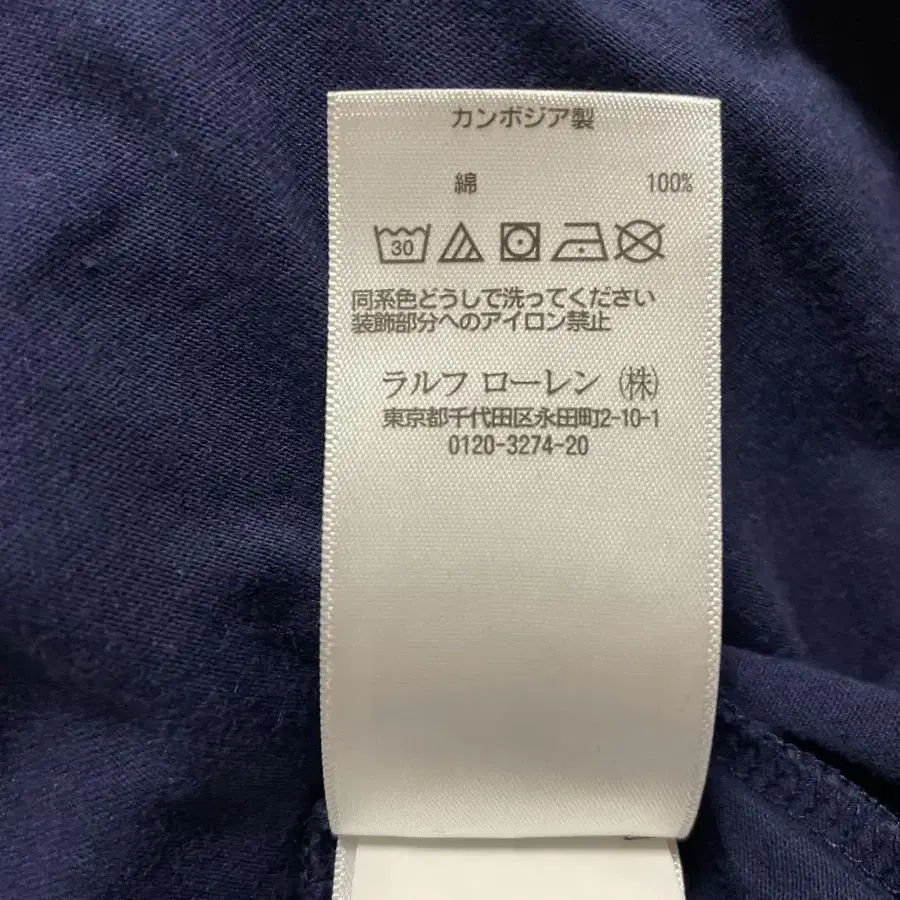 カンボジア製
綿 100%
30
同系色どうしで洗ってください
装飾部分へのアイロン禁止
ラルフ ローレン (株)
東京都千代田区永田町2-10-1
0120-3274-20